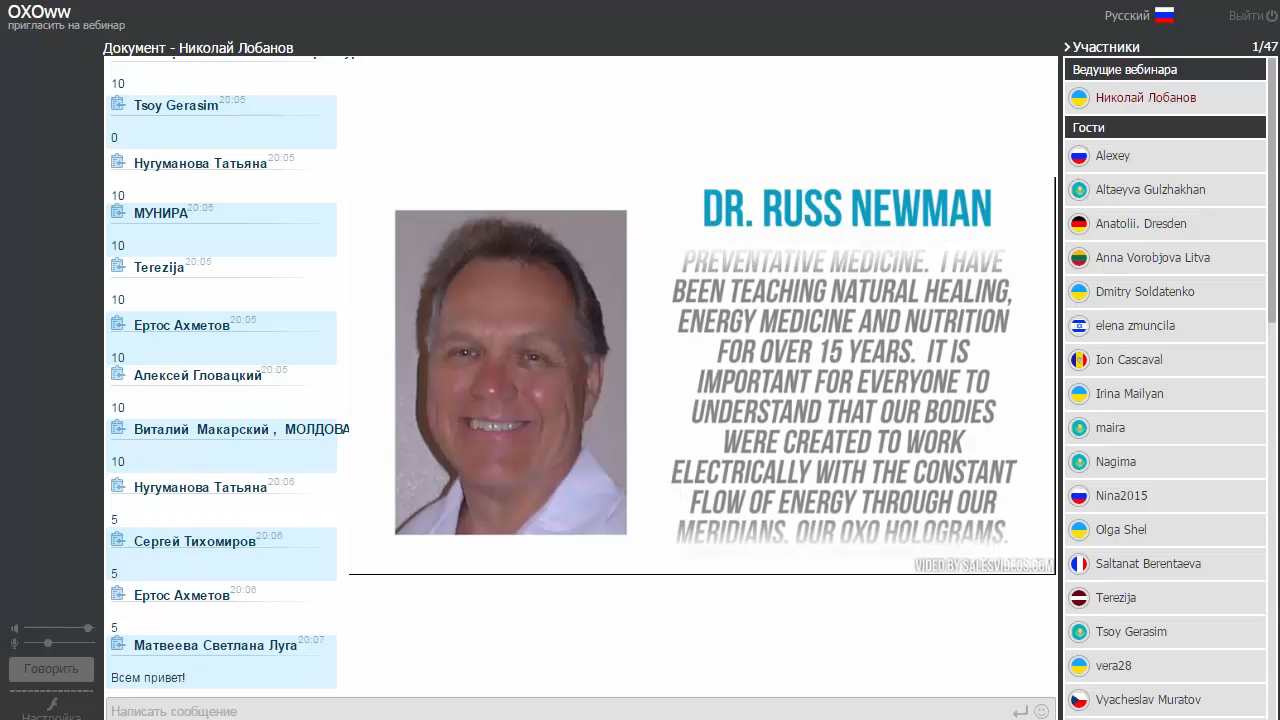 OXOww
пригласить на вебинар
Русский
Выйти
Документ - Николай Лобанов
10
Tsoy Gerasim 20:05
0
Нугуманова Татьяна 20:05
10
МУНИРА 20:05
10
Terezija 20:05
10
Ертос Ахметов 20:05
10
Алексей Гловацкий 20:05
10
Виталий Макарский , МОЛДОВА
10
Нугуманова Татьяна 20:06
5
Сергей Тихомиров 20:06
5
Ертос Ахметов 20:06
5
Матвеева Светлана Луга 20:07
Всем привет!
Написать сообщение
Говорить
Настройка
DR. RUSS NEWMAN
PREVENTATIVE MEDICINE. I HAVE
BEEN TEACHING NATURAL HEALING,
ENERGY MEDICINE AND NUTRITION
FOR OVER 15 YEARS. IT IS
IMPORTANT FOR EVERYONE TO
UNDERSTAND THAT OUR BODIES
WERE CREATED TO WORK
ELECTRICALLY WITH THE CONSTANT
FLOW OF ENERGY THROUGH OUR
MERIDIANS. OUR OXO HOLOGRAMS.
VIDEO BY SALESVIDEOS.COM
Участники 1/47
Ведущие вебинара
Николай Лобанов
Гости
Alexey
Altaeyva Gulzhakhan
Anatolii. Dresden
Anna Vorobjova Litva
Dmitry Soldatenko
elena zmuncila
Ion Cascaval
Irina Mailyan
maira
Nagima
Nina2015
Olga Shel
Saltanat Berentaeva
Terezija
Tsoy Gerasim
vera28
Vyacheslav Muratov